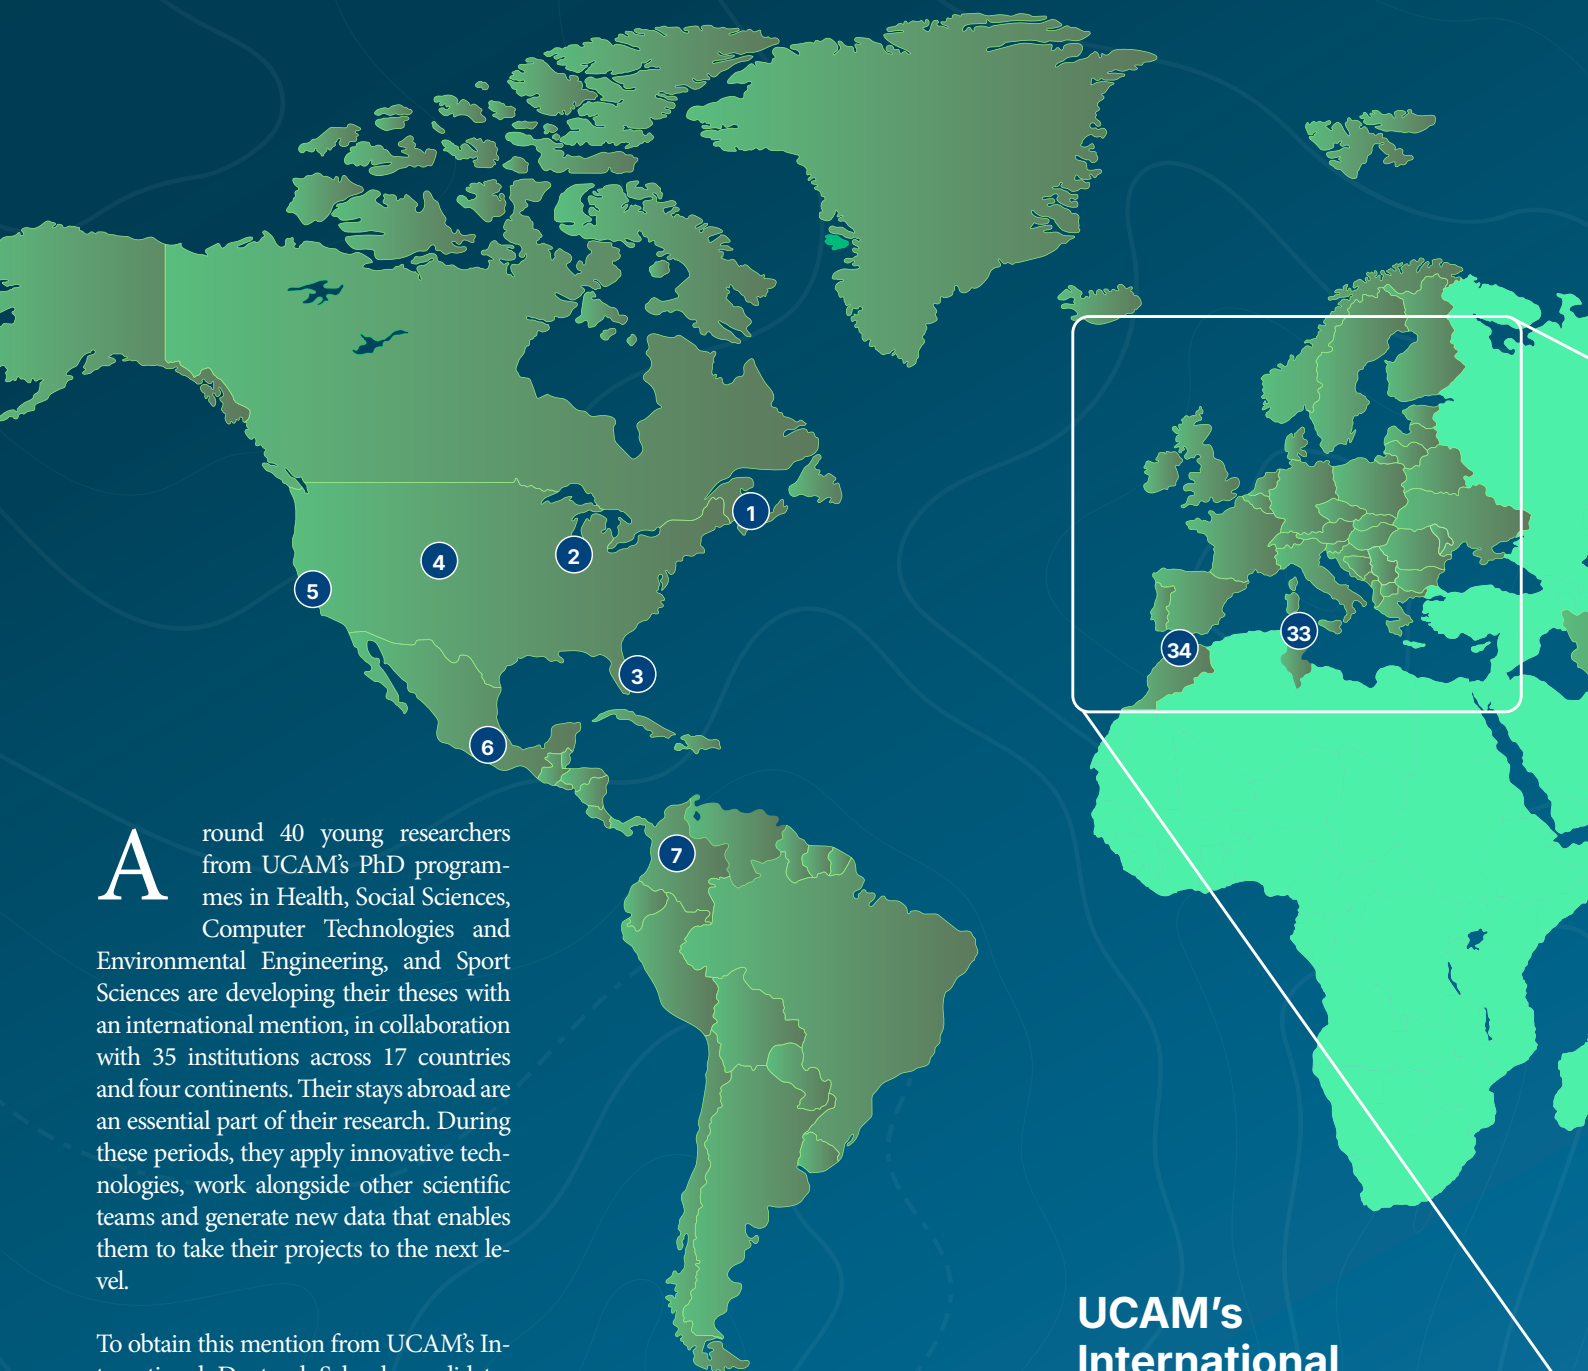 1
2
4
5
3
33
34
6
7
Around 40 young researchers
from UCAM’s PhD program-
mes in Health, Social Sciences,
Computer Technologies and
Environmental Engineering, and Sport
Sciences are developing their theses with
an international mention, in collaboration
with 35 institutions across 17 countries
and four continents. Their stays abroad are
an essential part of their research. During
these periods, they apply innovative tech-
nologies, work alongside other scientific
teams and generate new data that enables
them to take their projects to the next le-
vel.
To obtain this mention from UCAM’s In-
UCAM’s
International